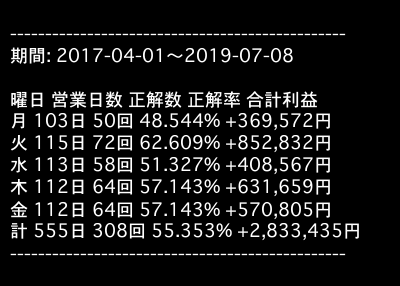 ------------------------------------------------
期間: 2017-04-01～2019-07-08
曜日 営業日数 正解数 正解率 合計利益
月 103日 50回 48.544% +369,572円
火 115日 72回 62.609% +852,832円
水 113日 58回 51.327% +408,567円
木 112日 64回 57.143% +631,659円
金 112日 64回 57.143% +570,805円
計 555日 308回 55.353% +2,833,435円
------------------------------------------------